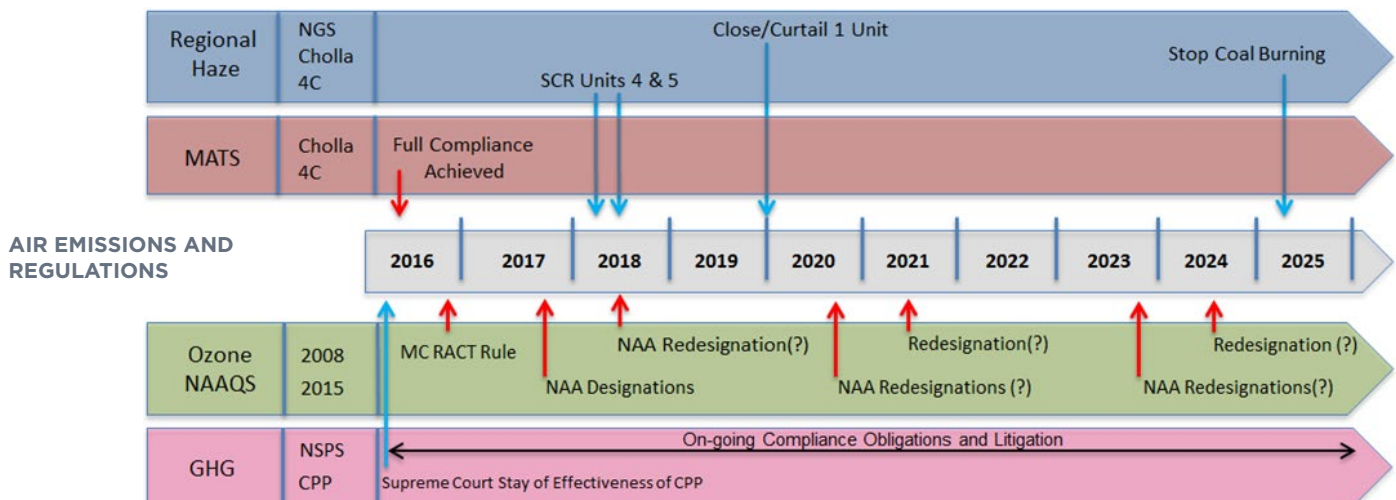 Regional
Haze
NGS
Cholla
4C
Close/Curtail 1 Unit
Stop Coal Burning
SCR Units 4 & 5
MATS
Cholla
4C
Full Compliance
Achieved
AIR EMISSIONS AND
REGULATIONS
2016 2017 2018 2019 2020 2021 2022 2023 2024 2025
Ozone
NAAQS
2008
2015
MC RACT Rule
NAA Redesignation(?)
Redesignation(?)
Redesignation (?)
NAA Designations
NAA Redesignations (?)
NAA Redesignations(?)
GHG
NSPS
CPP
On-going Compliance Obligations and Litigation
Supreme Court Stay of Effectiveness of CPP